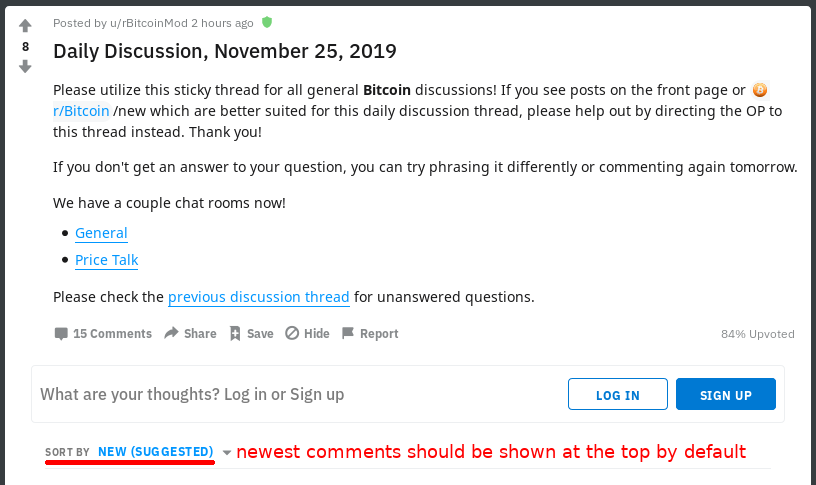 Posted by u/rBitcoinMod 2 hours ago
8
Daily Discussion, November 25, 2019
Please utilize this sticky thread for all general Bitcoin discussions! If you see posts on the front page or
r/Bitcoin /new which are better suited for this daily discussion thread, please help out by directing the OP to
this thread instead. Thank you!
If you don't get an answer to your question, you can try phrasing it differently or commenting again tomorrow.
We have a couple chat rooms now!
• General
• Price Talk
Please check the previous discussion thread for unanswered questions.
15 Comments Share Save Hide Report 84% Upvoted
What are your thoughts? Log in or Sign up LOG IN SIGN UP
SORT BY NEW (SUGGESTED) newest comments should be shown at the top by default